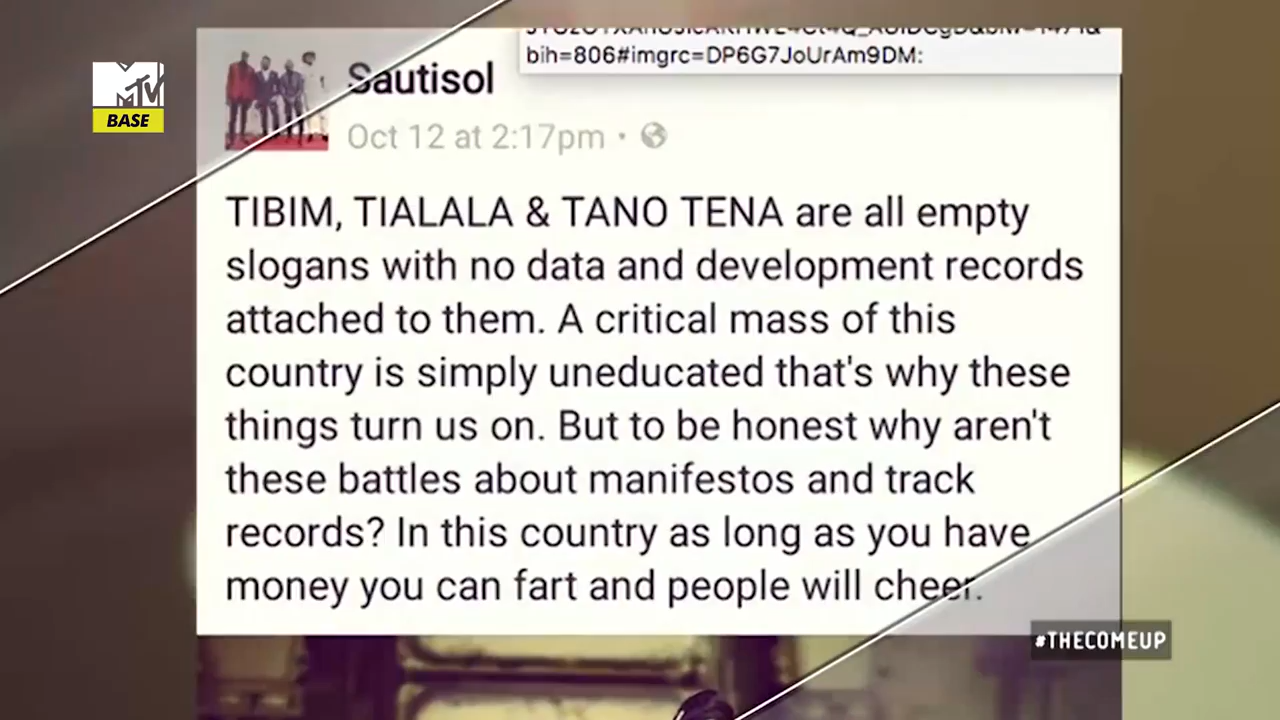 MTV
BASE
bih=806#imgrc=DP6G7JoUrAm9DM:
Sautisol
Oct 12 at 2:17pm ·
TIBIM, TIALALA & TANO TENA are all empty
slogans with no data and development records
attached to them. A critical mass of this
country is simply uneducated that's why these
things turn us on. But to be honest why aren't
these battles about manifestos and track
records? In this country as long as you have
money you can fart and people will cheer.
#THECOMEUP